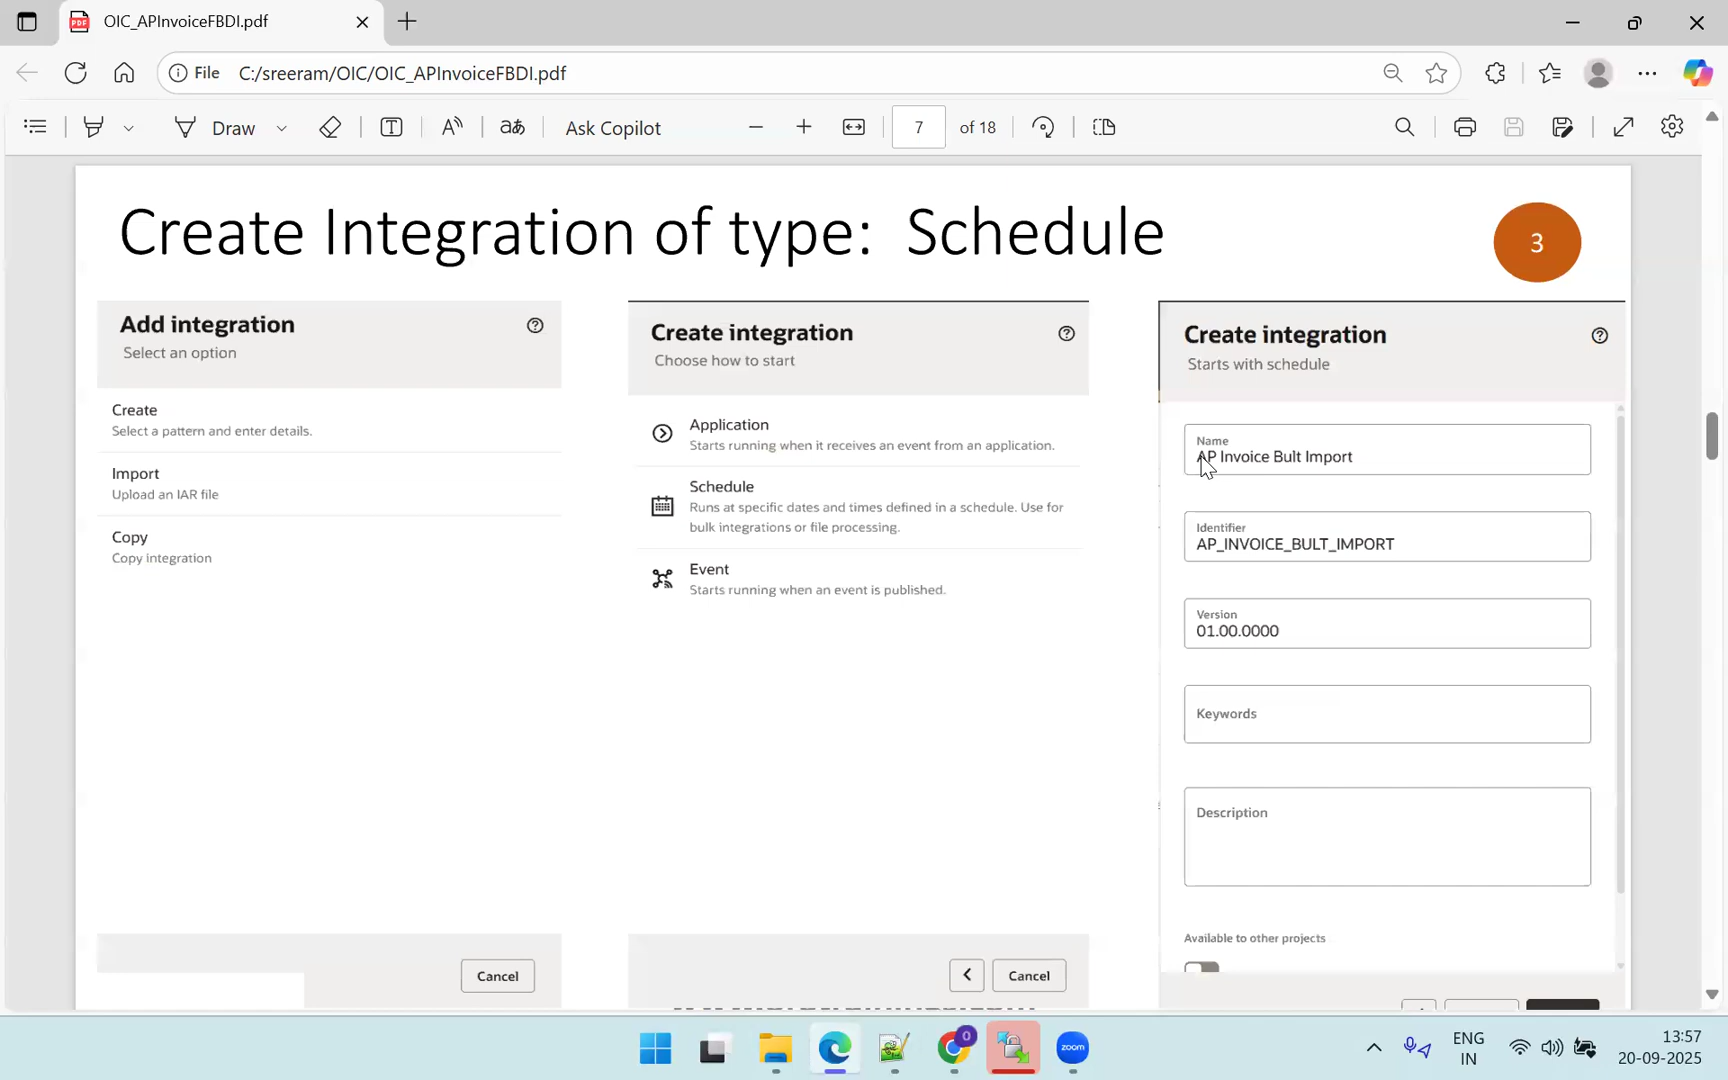 OIC_APInvoiceFBDI.pdf
File
C:/sreeram/OIC/OIC_APInvoiceFBDI.pdf
Draw
Ask Copilot
7
of 18
Create Integration of type: Schedule
3
Add integration
Select an option
Create
Select a pattern and enter details.
Import
Upload an IAR file
Copy
Copy integration
Cancel
Create integration
Choose how to start
Application
Starts running when it receives an event from an application.
Schedule
Runs at specific dates and times defined in a schedule. Use for
bulk integrations or file processing.
Event
Starts running when an event is published.
Cancel
Create integration
Starts with schedule
Name
AP Invoice Bult Import
Identifier
AP_INVOICE_BULT_IMPORT
Version
01.00.0000
Keywords
Description
Available to other projects
0
zoom
ENG
IN
13:57
20-09-2025